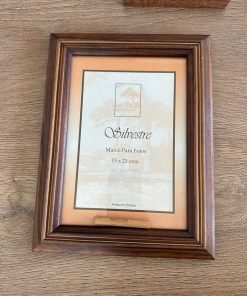 Silvestre
Marco Para Fotos
15 x 21 cms